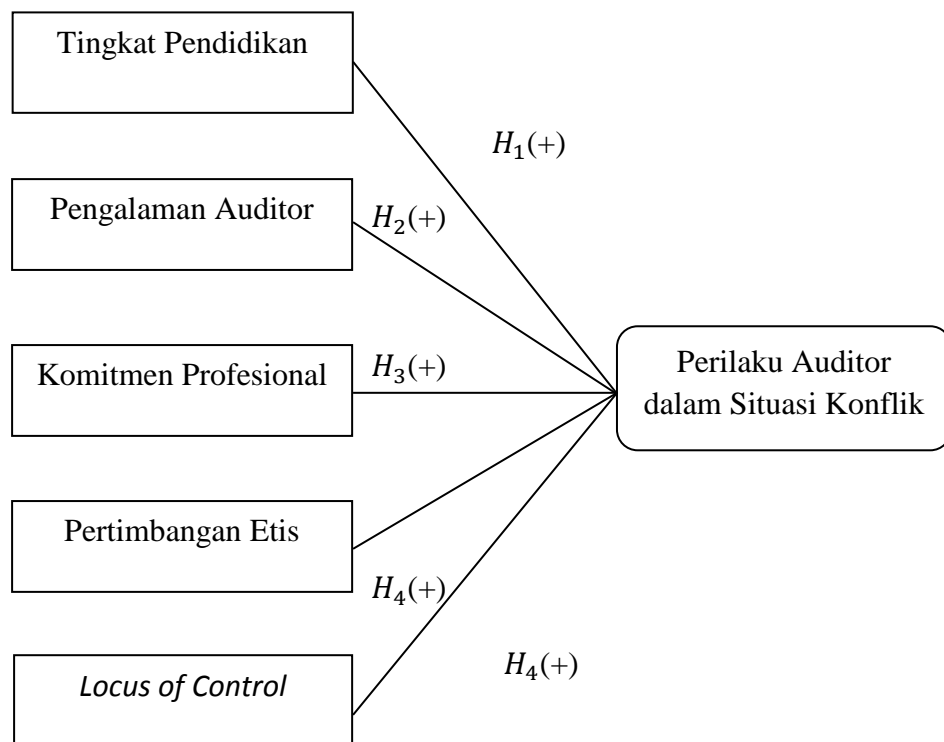 Tingkat Pendidikan
H₁(+)
Pengalaman Auditor
H₂(+)
Komitmen Profesional
H₃(+)
Perilaku Auditor
dalam Situasi Konflik
Pertimbangan Etis
H₄(+)
Locus of Control
H₄(+)